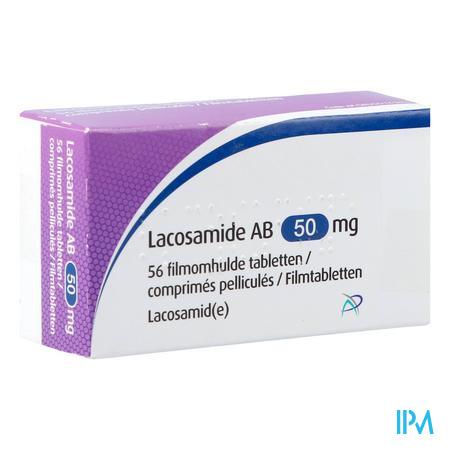 Lacosamide AB 50 mg
56 filmomhulde tabletten /
comprimés pelliculés / Filmtabletten
Lacosamid(e)
Lacosamide AB 50 mg
56 filmomhulde tabletten /
comprimés pelliculés / Filmtabletten
IPM